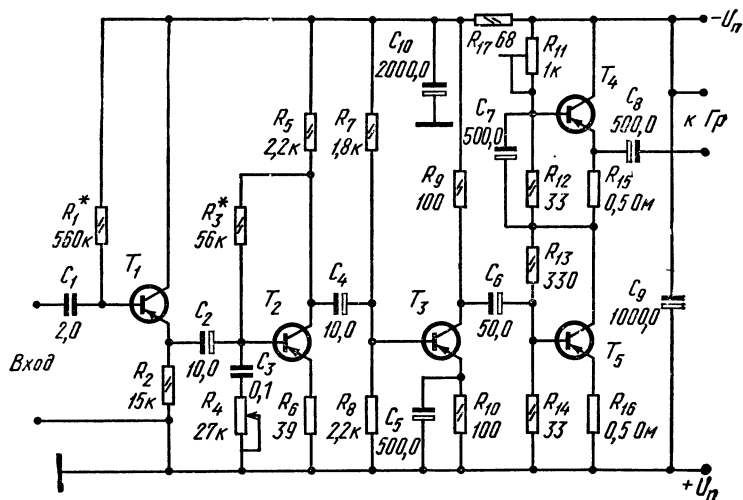 -Uп
C10
2000,0
R17 68
R11
1к
T4
C7
500,0
C8
500,0
к Гр
R5
2,2к
R7
1,8к
R9
100
R12
33
R15
0,5 Ом
R1*
560к
R3*
56к
R13
330
C1
2,0
T1
C2
10,0
T2
C4
10,0
T3
C6
50,0
C9
1000,0
T5
Вход
R2
15к
C3
0,1
R4
27к
R6
39
R8
2,2к
C5
500,0
R10
100
R14
33
R16
0,5 Ом
+Uп